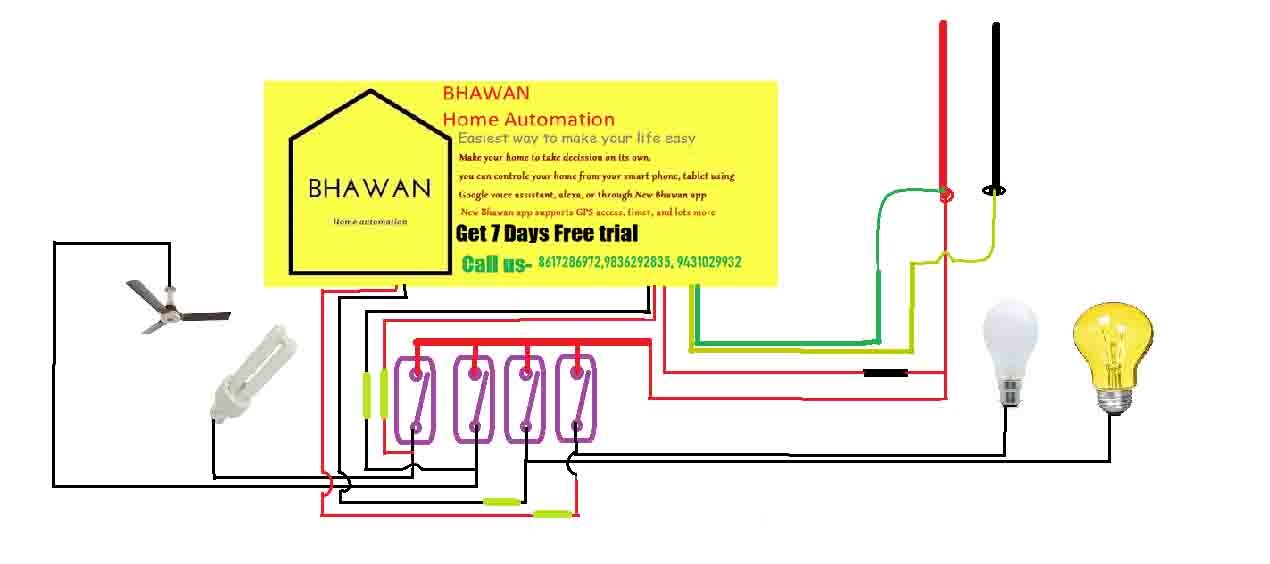 BHAWAN
Home Automation
Easiest way to make your life easy
Make your home to take decission on its own,
you can controle your home from your smart phone, tablet using
Google voice assistant, alexa, or through New Bhawan app
New Bhawan app supports GPS access, timer, and lots more
Get 7 Days Free trial
Call us- 8617286972,9836292835, 9431029932
BHAWAN
Home automation